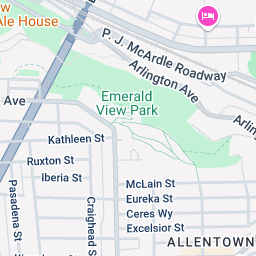 w
Ale House
P. J. McArdle Roadway
Arlington Ave
Ave
Emerald
View Park
Arlin
Kathleen St
Ruxton St
Iberia St
McLain St
Eureka St
Ceres Wy
Excelsior St
Pasadena St
Craighead S
ALLENTOWN